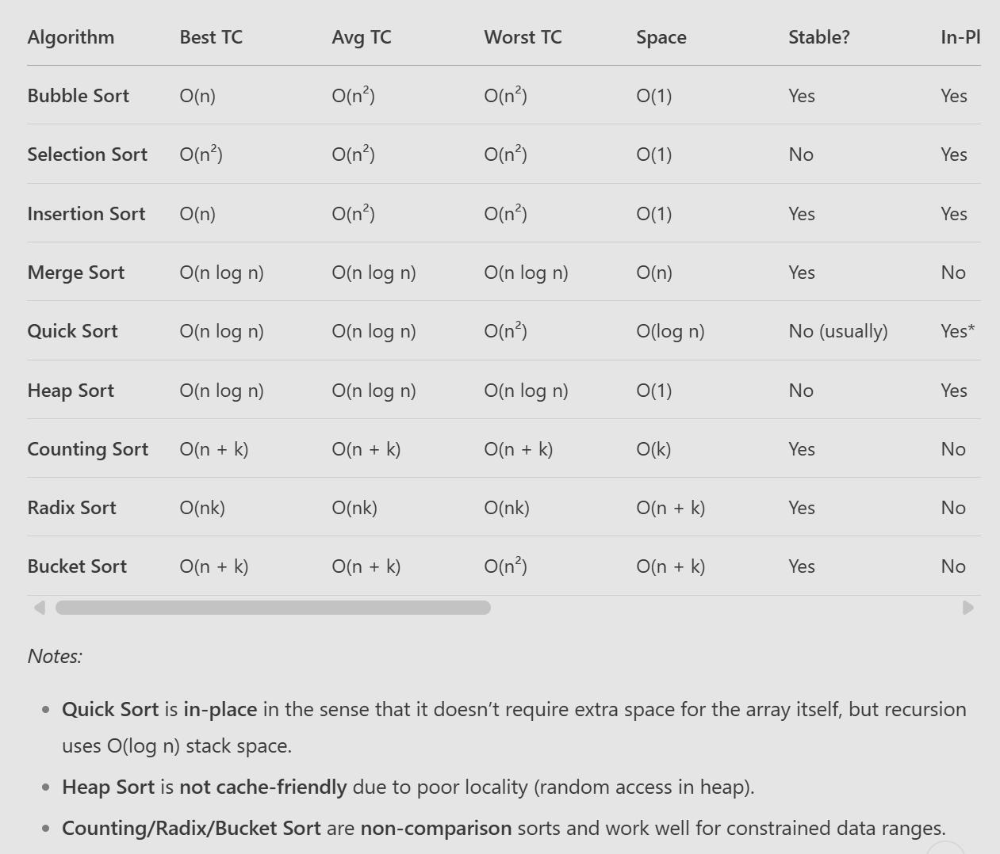 Algorithm Best TC Avg TC Worst TC Space Stable? In-Pl
Bubble Sort O(n) O(n²) O(n²) O(1) Yes Yes
Selection Sort O(n²) O(n²) O(n²) O(1) No Yes
Insertion Sort O(n) O(n²) O(n²) O(1) Yes Yes
Merge Sort O(n log n) O(n log n) O(n log n) O(n) Yes No
Quick Sort O(n log n) O(n log n) O(n²) O(log n) No (usually) Yes*
Heap Sort O(n log n) O(n log n) O(n log n) O(1) No Yes
Counting Sort O(n + k) O(n + k) O(n + k) O(k) Yes No
Radix Sort O(nk) O(nk) O(nk) O(n + k) Yes No
Bucket Sort O(n + k) O(n + k) O(n²) O(n + k) Yes No
Notes:
• Quick Sort is in-place in the sense that it doesn’t require extra space for the array itself, but recursion
uses O(log n) stack space.
• Heap Sort is not cache-friendly due to poor locality (random access in heap).
• Counting/Radix/Bucket Sort are non-comparison sorts and work well for constrained data ranges.